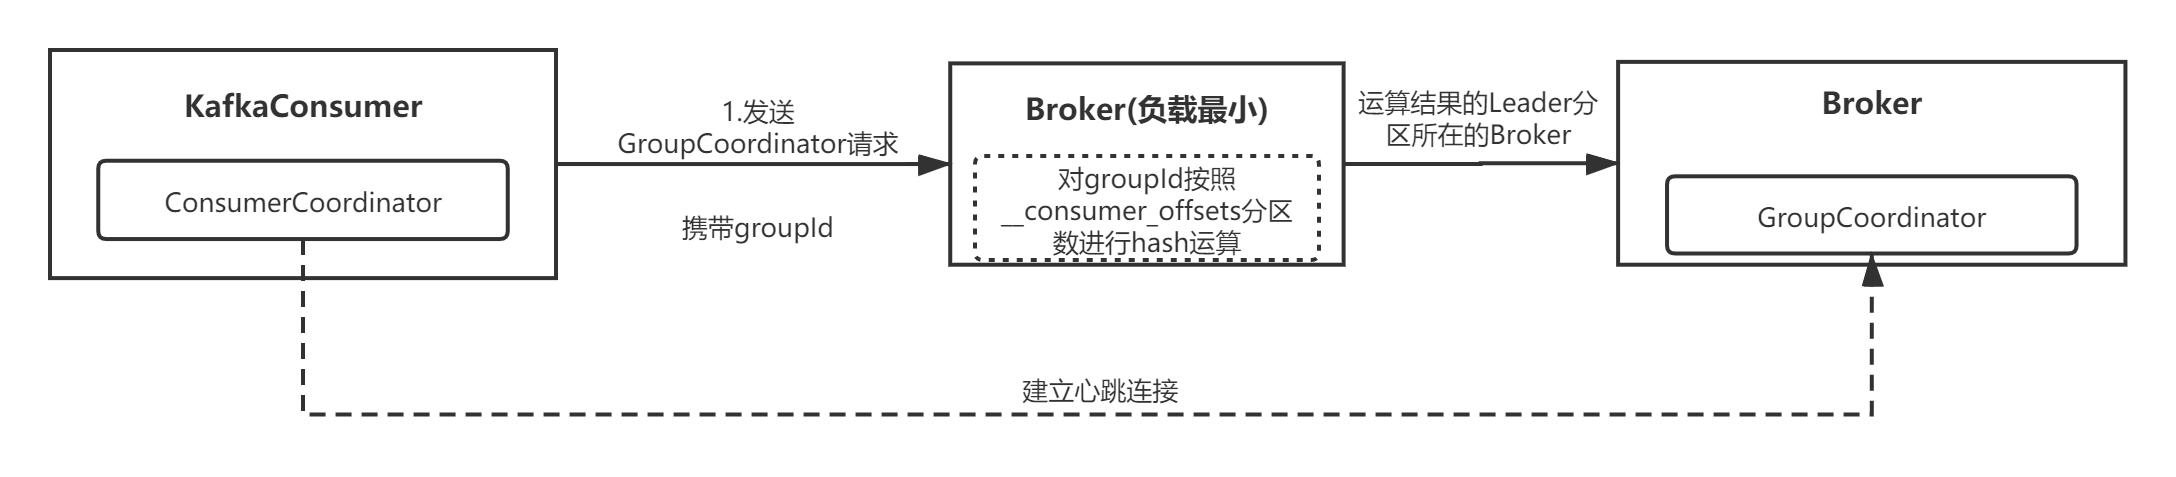 KafkaConsumer
ConsumerCoordinator
1.发送
GroupCoordinator请求
携带groupId
Broker(负载最小)
对groupId按照
__consumer_offsets分区
数进行hash运算
运算结果的Leader分
区所在的Broker
Broker
GroupCoordinator
建立心跳连接